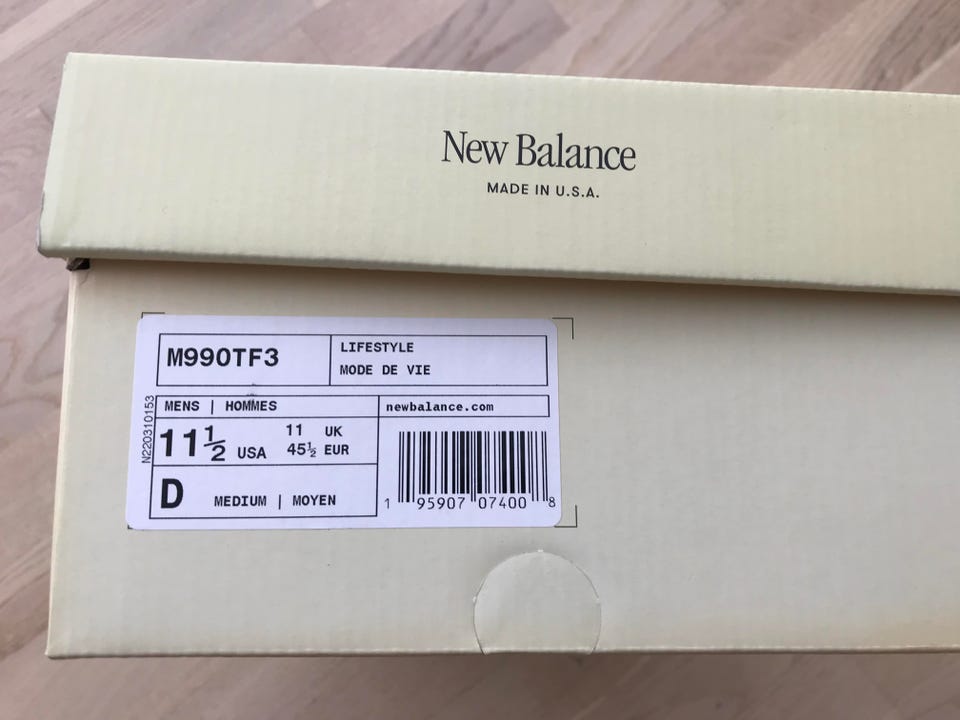 New Balance
MADE IN U.S.A.
M990TF3
LIFESTYLE
MODE DE VIE
N220310153
MENS | HOMMES
newbalance.com
11½ USA
11 UK
45½ EUR
D MEDIUM | MOYEN
1 95907 07400 8